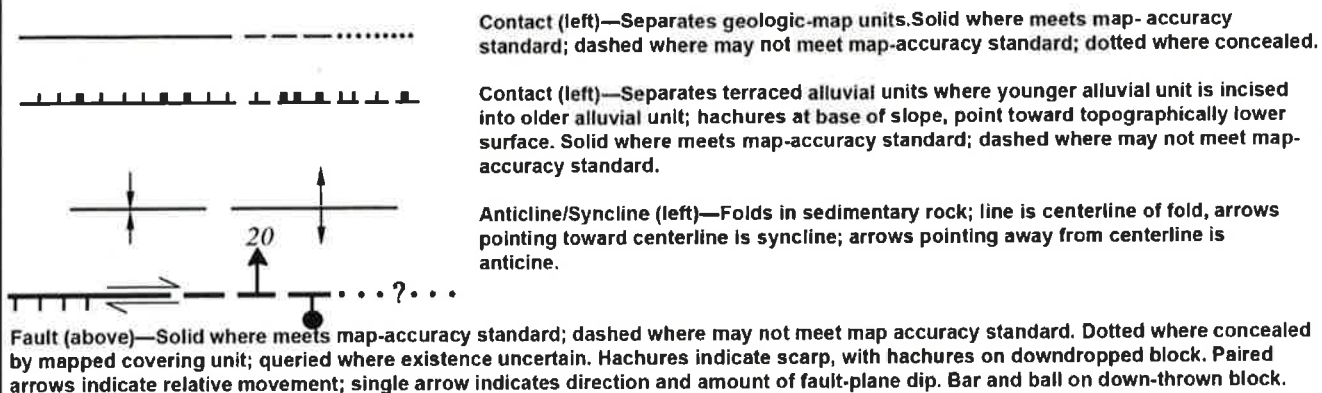 Contact (left)—Separates geologic-map units.Solid where meets map- accuracy
standard; dashed where may not meet map-accuracy standard; dotted where concealed.
Contact (left)—Separates terraced alluvial units where younger alluvial unit is incised
into older alluvial unit; hachures at base of slope, point toward topographically lower
surface. Solid where meets map-accuracy standard; dashed where may not meet map-
accuracy standard.
Anticline/Syncline (left)—Folds in sedimentary rock; line is centerline of fold, arrows
pointing toward centerline is syncline; arrows pointing away from centerline is
anticine.
20
?
Fault (above)—Solid where meets map-accuracy standard; dashed where may not meet map accuracy standard. Dotted where concealed
by mapped covering unit; queried where existence uncertain. Hachures indicate scarp, with hachures on downdropped block. Paired
arrows indicate relative movement; single arrow indicates direction and amount of fault-plane dip. Bar and ball on down-thrown block.